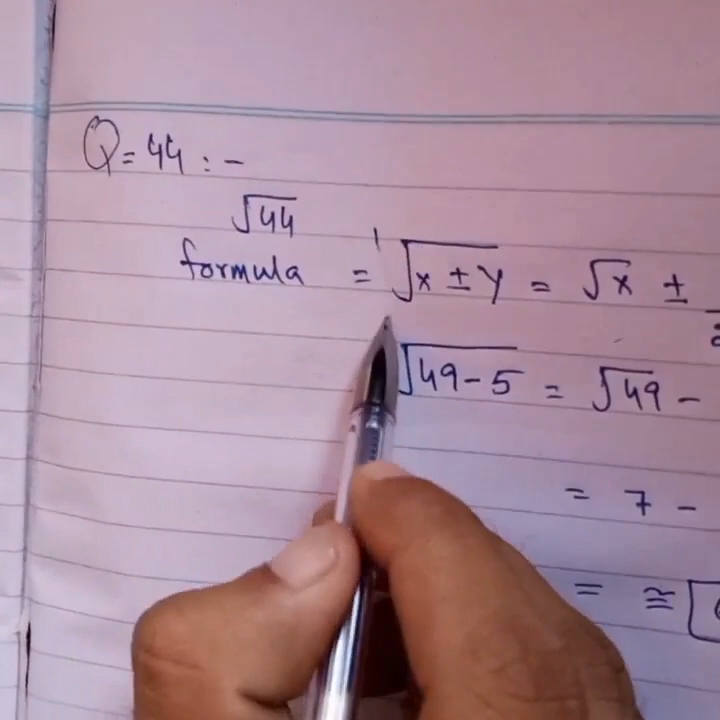 Q = 44 : -
√44
formula = √x ± y = √x ±
√49 - 5 = √49 -
= 7 -
= ≅